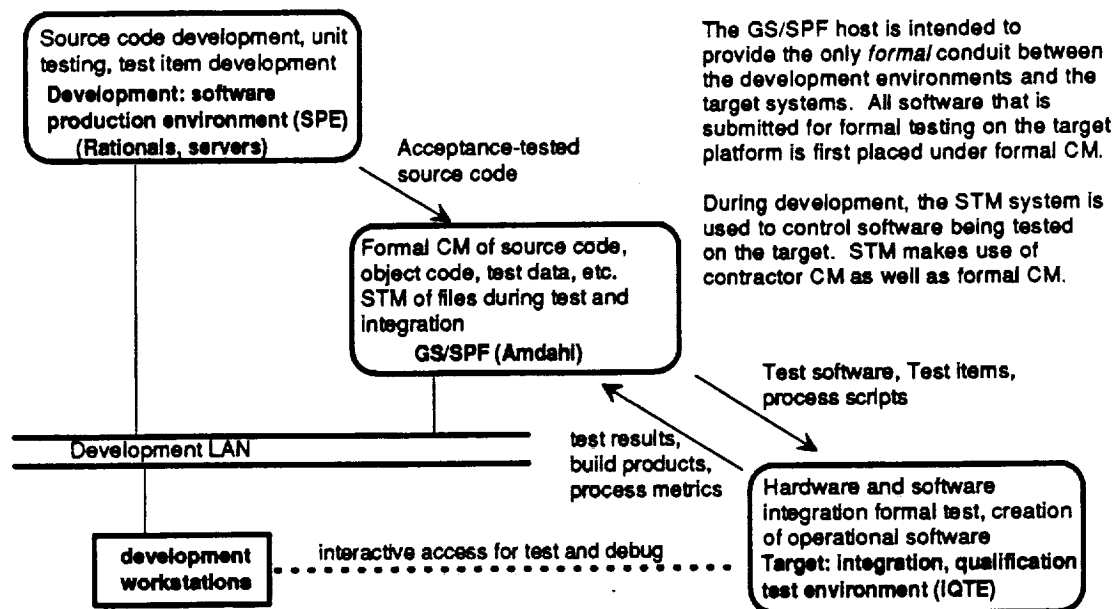 Source code development, unit
testing, test item development
Development: software
production environment (SPE)
(Rationals, servers)
The GS/SPF host is intended to
provide the only formal conduit between
the development environments and the
target systems. All software that is
submitted for formal testing on the target
platform is first placed under formal CM.
During development, the STM system is
used to control software being tested
on the target. STM makes use of
contractor CM as well as formal CM.
Acceptance-tested
source code
Formal CM of source code,
object code, test data, etc.
STM of files during test and
integration
GS/SPF (Amdahl)
Test software, Test items,
process scripts
test results,
build products,
process metrics
Development LAN
Hardware and software
integration formal test, creation
of operational software
Target: integration, qualification
test environment (IQTE)
development
workstations
interactive access for test and debug